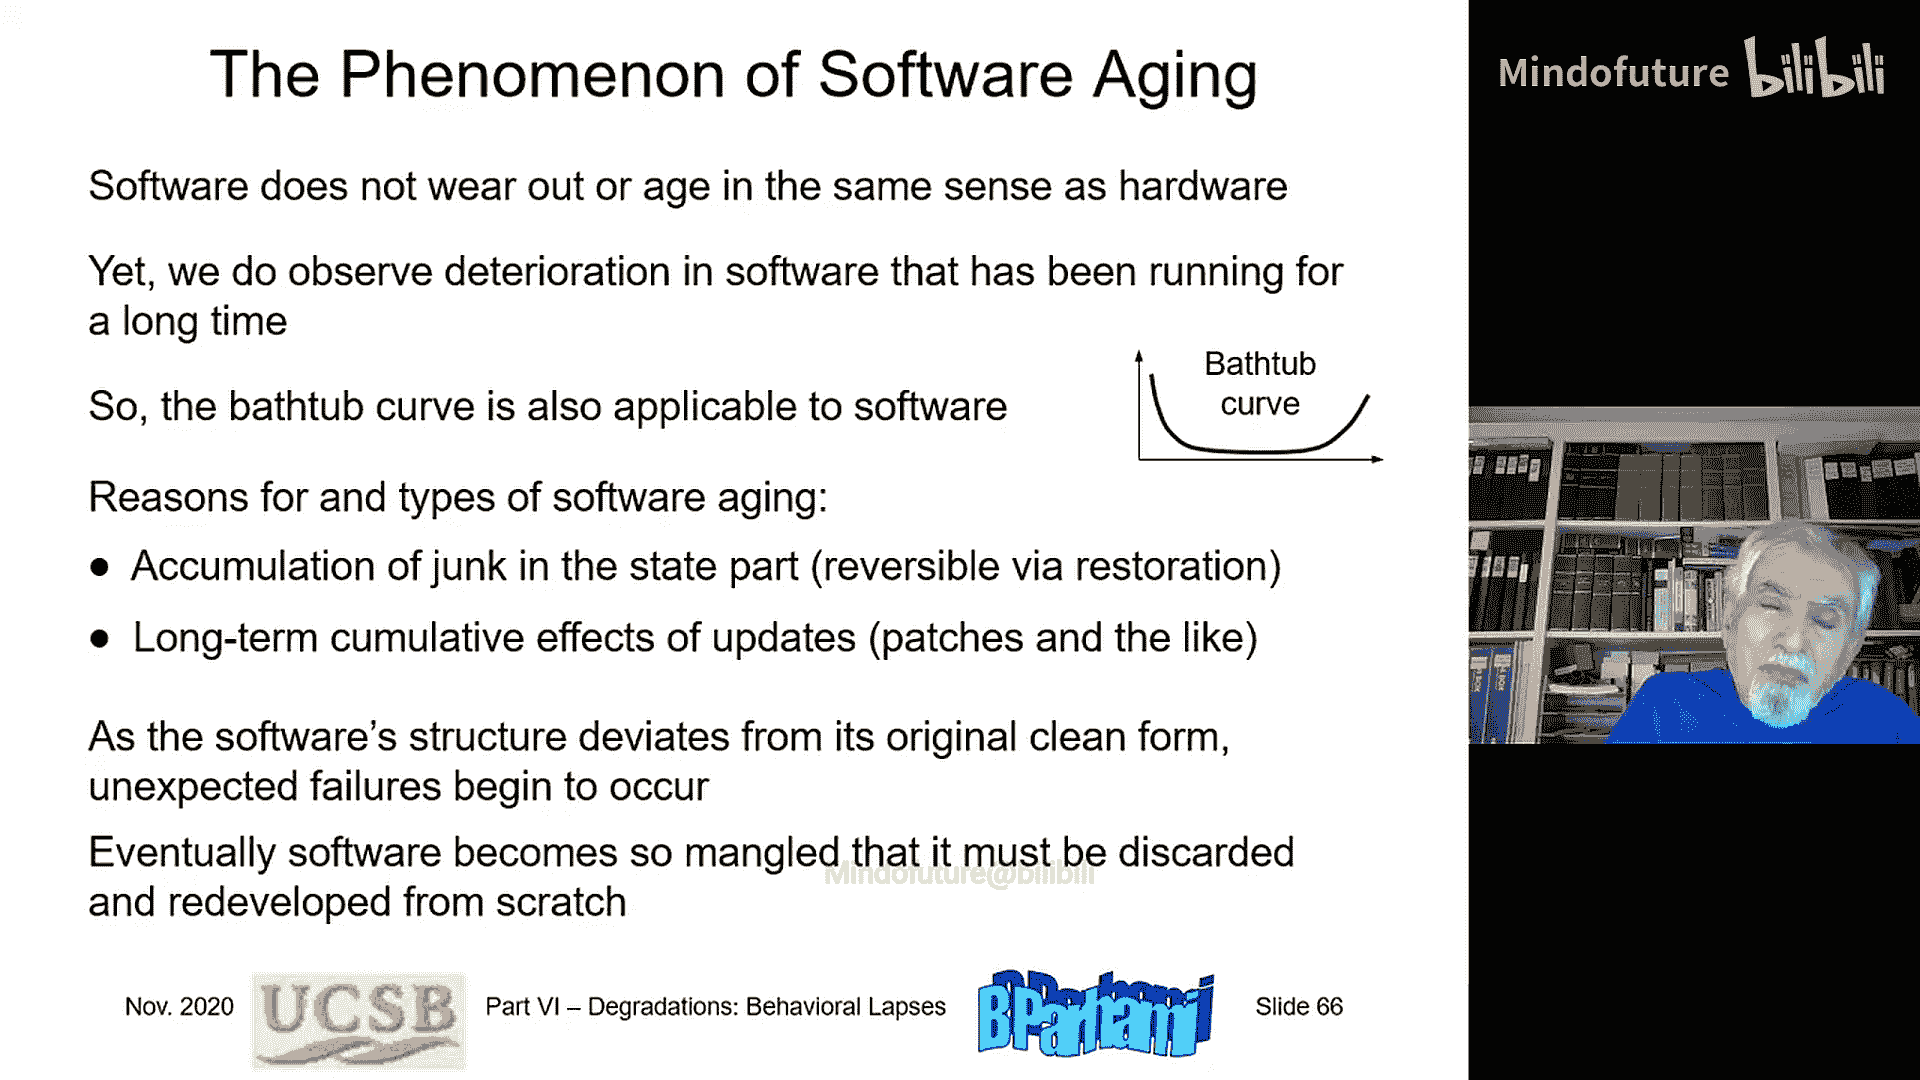 The Phenomenon of Software Aging
Software does not wear out or age in the same sense as hardware
Yet, we do observe deterioration in software that has been running for
a long time
So, the bathtub curve is also applicable to software
Bathtub
curve
Reasons for and types of software aging:
● Accumulation of junk in the state part (reversible via restoration)
● Long-term cumulative effects of updates (patches and the like)
As the software’s structure deviates from its original clean form,
unexpected failures begin to occur
Eventually software becomes so mangled that it must be discarded
and redeveloped from scratch
Mindofuture@bilibili
Nov. 2020
UCSB
Part VI – Degradations: Behavioral Lapses
B Parhami
Slide 66
Mindofuture bilibili